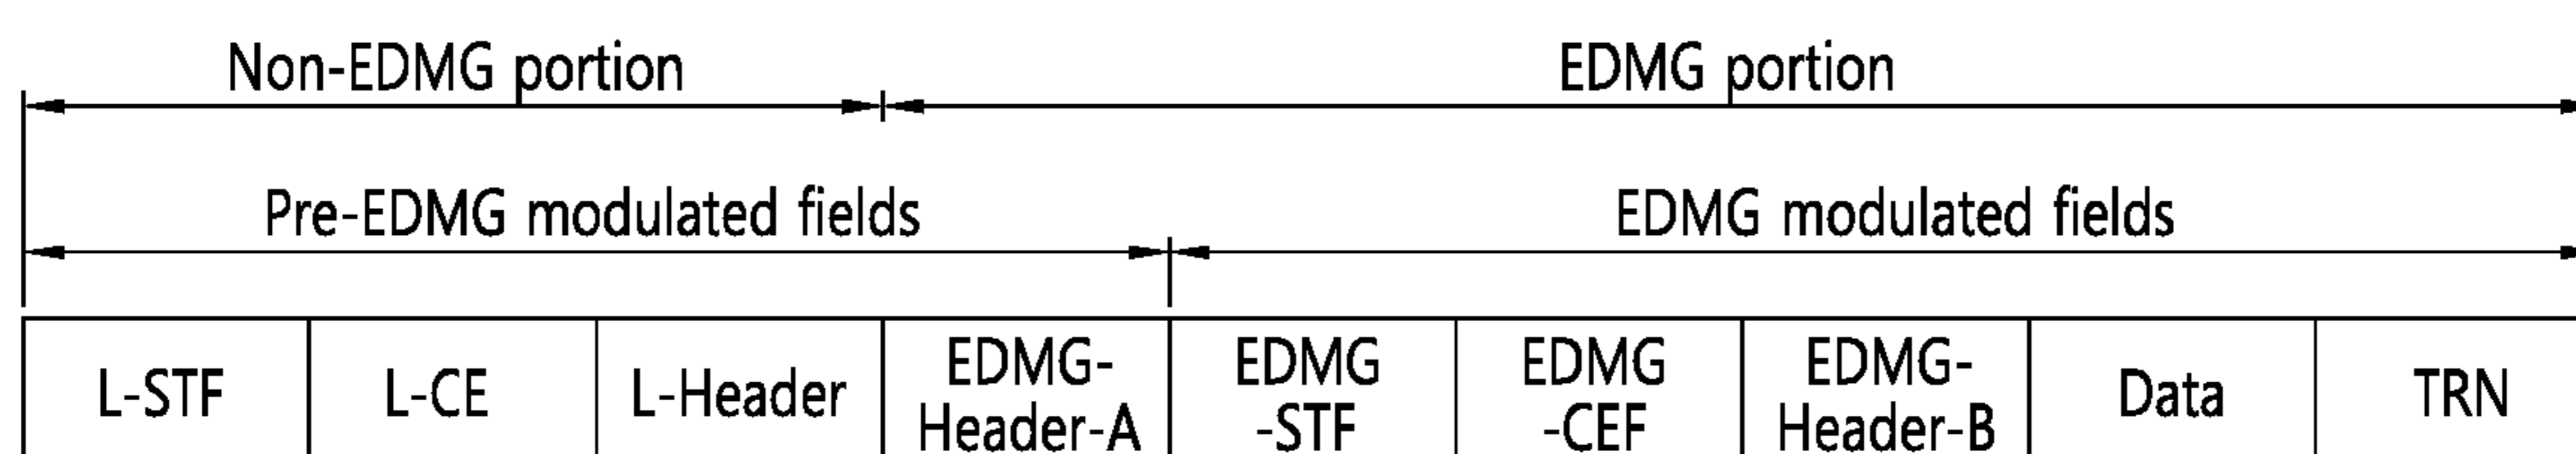 Non-EDMG portion EDMG portion
Pre-EDMG modulated fields EDMG modulated fields
L-STF L-CE L-Header EDMG- EDMG EDMG EDMG- Data TRN
Header-A -STF -CEF Header-B